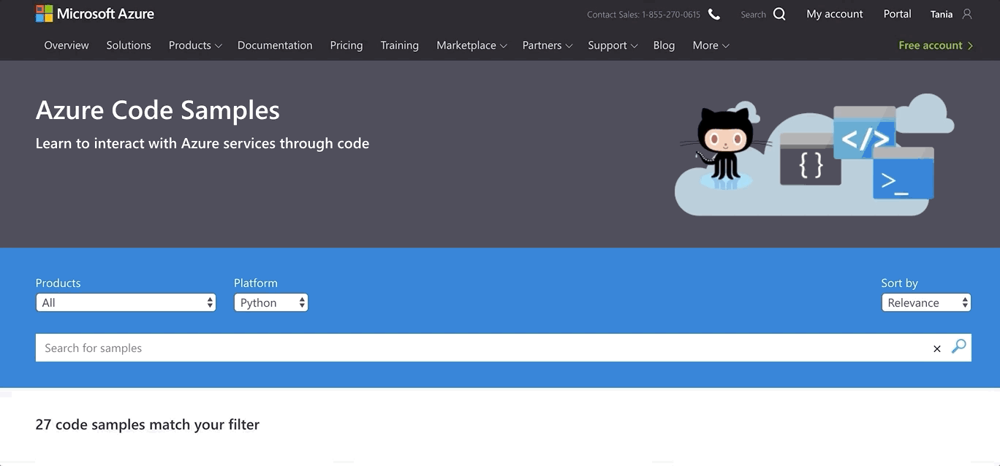 Microsoft Azure
Contact Sales: 1-855-270-0615 Search My account Portal Tania
Overview Solutions Products Documentation Pricing Training Marketplace Partners Support Blog More Free account
Azure Code Samples
Learn to interact with Azure services through code
{ }
</>
>_
Products Platform Sort by
All Python Relevance
Search for samples
27 code samples match your filter